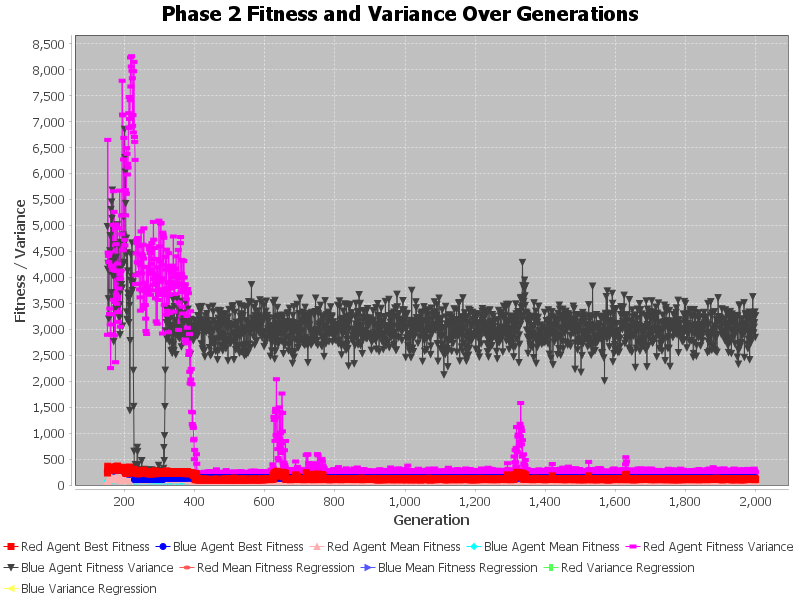 Phase 2 Fitness and Variance Over Generations
8,500
8,000
7,500
7,000
6,500
6,000
5,500
5,000
4,500
4,000
3,500
3,000
2,500
2,000
1,500
1,000
500
0
Fitness / Variance
200 400 600 800 1,000 1,200 1,400 1,600 1,800 2,000
Generation
Red Agent Best Fitness Blue Agent Best Fitness Red Agent Mean Fitness Blue Agent Mean Fitness Red Agent Fitness Variance
Blue Agent Fitness Variance Red Mean Fitness Regression Blue Mean Fitness Regression Red Variance Regression
Blue Variance Regression